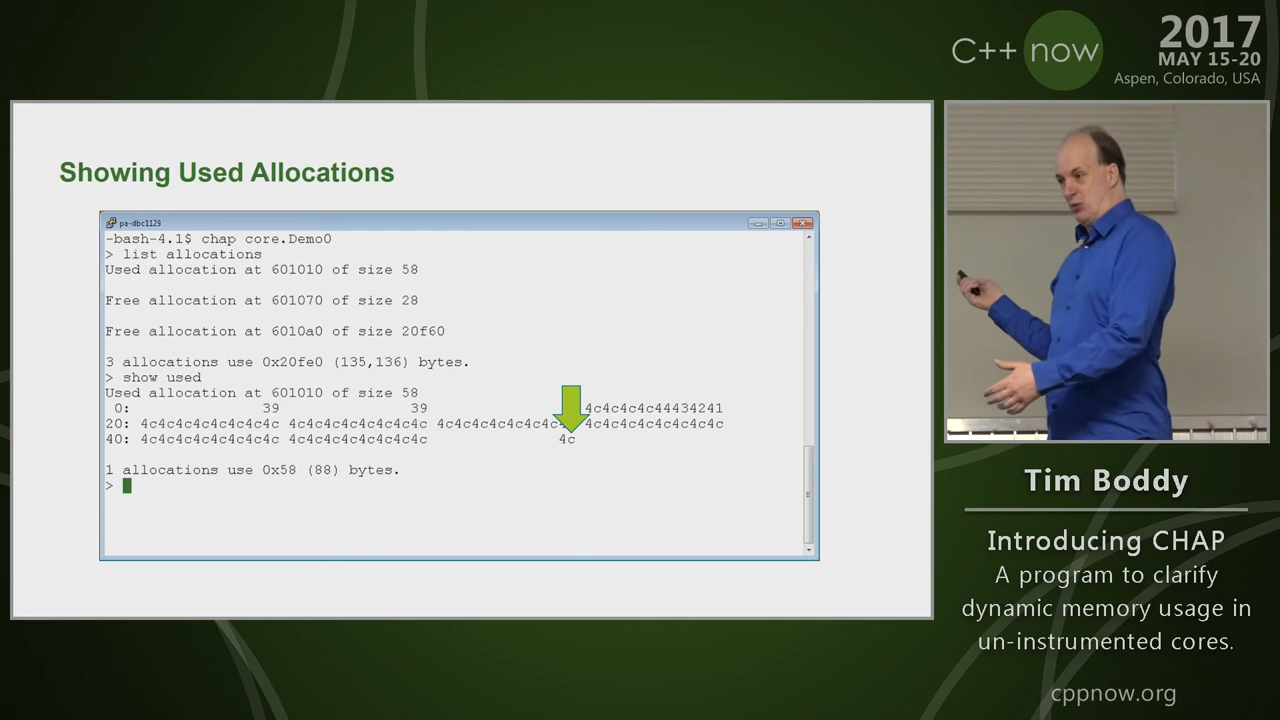 C++ now
2017
MAY 15-20
Aspen, Colorado, USA
Showing Used Allocations
pa-dbc1129
-bash-4.1$ chap core.Demo0
> list allocations
Used allocation at 601010 of size 58
Free allocation at 601070 of size 28
Free allocation at 6010a0 of size 20f60
3 allocations use 0x20fe0 (135,136) bytes.
> show used
Used allocation at 601010 of size 58
0: 39 39 4c4c4c4c44434241
20: 4c4c4c4c4c4c4c4c 4c4c4c4c4c4c4c4c 4c4c4c4c4c4c4c 4c4c4c4c4c4c4c4c
40: 4c4c4c4c4c4c4c4c 4c4c4c4c4c4c4c4c 4c
1 allocations use 0x58 (88) bytes.
>
Tim Boddy
Introducing CHAP
A program to clarify
dynamic memory usage in
un-instrumented cores.
cppnow.org